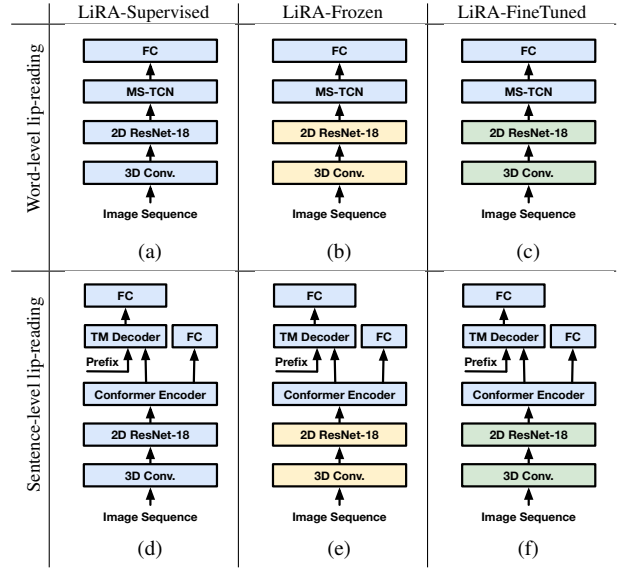 LiRA-Supervised LiRA-Frozen LiRA-FineTuned
Word-level lip-reading
FC FC FC
MS-TCN MS-TCN MS-TCN
2D ResNet-18 2D ResNet-18 2D ResNet-18
3D Conv. 3D Conv. 3D Conv.
Image Sequence Image Sequence Image Sequence
(a) (b) (c)
Sentence-level lip-reading
FC FC FC
TM Decoder FC TM Decoder FC TM Decoder FC
Prefix Prefix Prefix
Conformer Encoder Conformer Encoder Conformer Encoder
2D ResNet-18 2D ResNet-18 2D ResNet-18
3D Conv. 3D Conv. 3D Conv.
Image Sequence Image Sequence Image Sequence
(d) (e) (f)